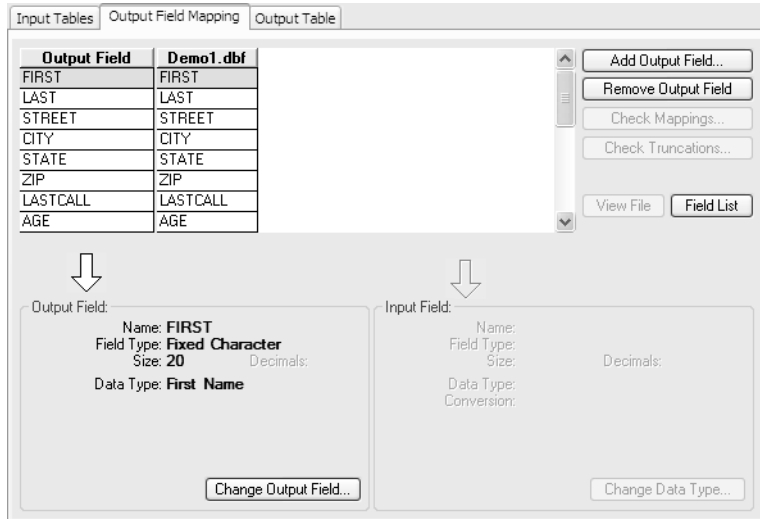 Input Tables Output Field Mapping Output Table
Output Field Demo1.dbf
FIRST FIRST
LAST LAST
STREET STREET
CITY CITY
STATE STATE
ZIP ZIP
LASTCALL LASTCALL
AGE AGE
Add Output Field...
Remove Output Field
Check Mappings...
Check Truncations...
View File Field List
Output Field:
Name: FIRST
Field Type: Fixed Character
Size: 20 Decimals:
Data Type: First Name
Change Output Field...
Input Field:
Name:
Field Type:
Size: Decimals:
Data Type:
Conversion:
Change Data Type...